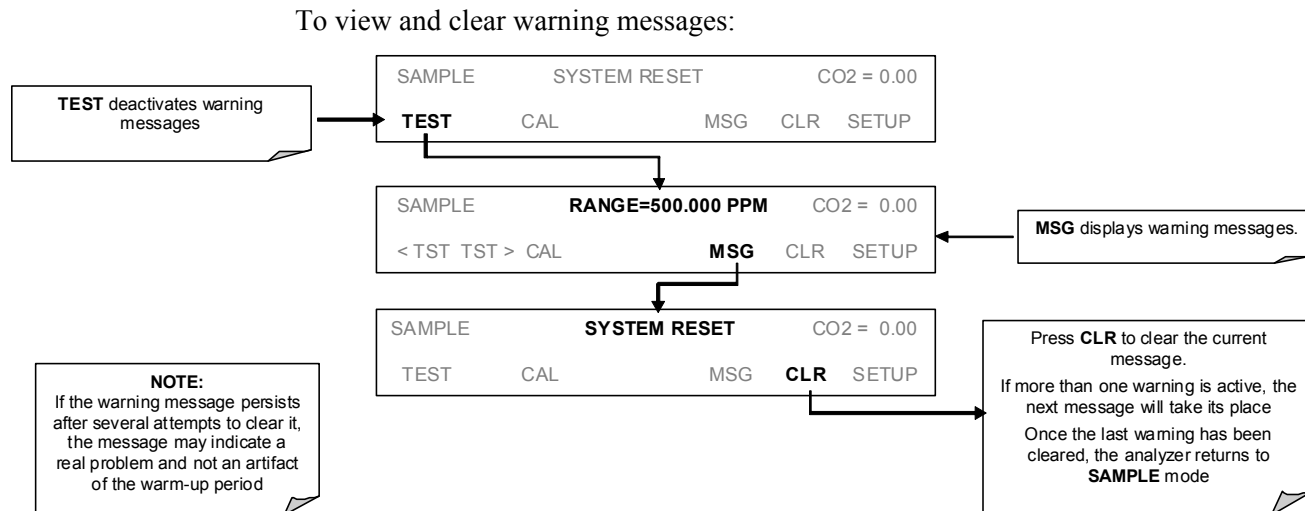 To view and clear warning messages:
SAMPLE SYSTEM RESET CO2 = 0.00
TEST CAL MSG CLR SETUP
TEST deactivates warning
messages
SAMPLE RANGE=500.000 PPM CO2 = 0.00
< TST TST > CAL MSG CLR SETUP
MSG displays warning messages.
SAMPLE SYSTEM RESET CO2 = 0.00
TEST CAL MSG CLR SETUP
Press CLR to clear the current
message.
If more than one warning is active, the
next message will take its place
Once the last warning has been
cleared, the analyzer returns to
SAMPLE mode
NOTE:
If the warning message persists
after several attempts to clear it,
the message may indicate a
real problem and not an artifact
of the warm-up period